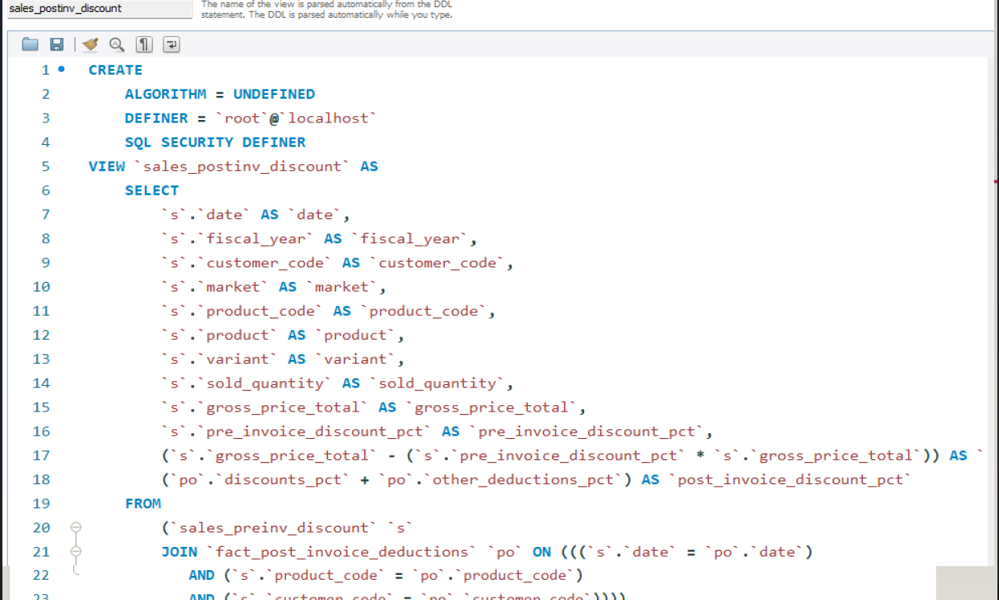 sales_postinv_discount
The name of the view is parsed automatically from the DDL
statement. The DDL is parsed automatically while you type.
1 CREATE
2 ALGORITHM = UNDEFINED
3 DEFINER = `root`@`localhost`
4 SQL SECURITY DEFINER
5 VIEW `sales_postinv_discount` AS
6 SELECT
7 `s`.`date` AS `date`,
8 `s`.`fiscal_year` AS `fiscal_year`,
9 `s`.`customer_code` AS `customer_code`,
10 `s`.`market` AS `market`,
11 `s`.`product_code` AS `product_code`,
12 `s`.`product` AS `product`,
13 `s`.`variant` AS `variant`,
14 `s`.`sold_quantity` AS `sold_quantity`,
15 `s`.`gross_price_total` AS `gross_price_total`,
16 `s`.`pre_invoice_discount_pct` AS `pre_invoice_discount_pct`,
17 (`s`.`gross_price_total` - (`s`.`pre_invoice_discount_pct` * `s`.`gross_price_total`)) AS `
18 (`po`.`discounts_pct` + `po`.`other_deductions_pct`) AS `post_invoice_discount_pct`
19 FROM
20 (`sales_preinv_discount` `s`
21 JOIN `fact_post_invoice_deductions` `po` ON (((`s`.`date` = `po`.`date`)
22 AND (`s`.`product_code` = `po`.`product_code`)
23 AND (`s`.`customer_code` = `po`.`customer_code`))))